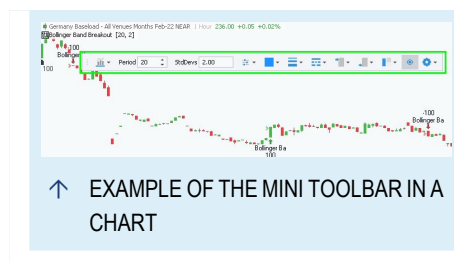 Germany Baseload - All Venues Months Feb-22 NEAR | Hour 236.00 +0.05 +0.02%
Bollinger Band Breakout [20, 2]
-100
Bollinger
100
Period 20 StdDevs 2.00
-100
Bollinger Ba
Bollinger Ba
100
↑ EXAMPLE OF THE MINI TOOLBAR IN A
CHART